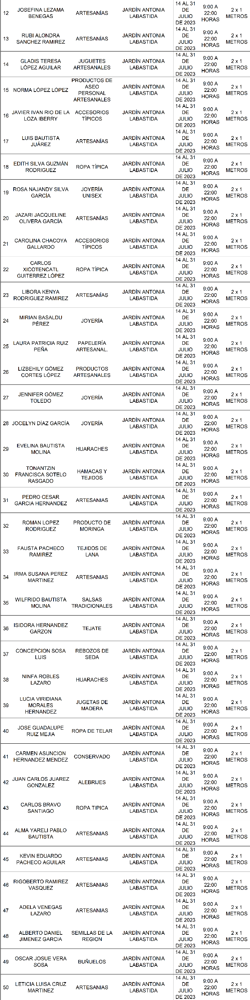 12 JOSEFINA LEZAMA BENEGAS ARTESANÍAS JARDÍN ANTONIA LABASTIDA 14 AL 31 DE JULIO DE 2023 9:00 A 22:00 HORAS 2 x 1 METROS
13 RUBI ALONDRA SANCHEZ RAMIREZ ARTESANÍAS JARDÍN ANTONIA LABASTIDA 14 AL 31 DE JULIO DE 2023 9:00 A 22:00 HORAS 2 x 1 METROS
14 GLADIS TERESA LÓPEZ AGUILAR JUGUETES ARTESANALES JARDÍN ANTONIA LABASTIDA 14 AL 31 DE JULIO DE 2023 9:00 A 22:00 HORAS 2 x 1 METROS
15 NORMA LÓPEZ LÓPEZ PRODUCTOS DE ASEO PERSONAL ARTESANALES JARDÍN ANTONIA LABASTIDA 14 AL 31 DE JULIO DE 2023 9:00 A 22:00 HORAS 2 x 1 METROS
16 JAVIER IVAN RIO DE LA LOZA IBERRY ACCESORIOS TÍPICOS JARDÍN ANTONIA LABASTIDA 14 AL 31 DE JULIO DE 2023 9:00 A 22:00 HORAS 2 x 1 METROS
17 LUIS BAUTISTA JUÁREZ ARTESANÍAS JARDÍN ANTONIA LABASTIDA 14 AL 31 DE JULIO DE 2023 9:00 A 22:00 HORAS 2 x 1 METROS
18 EDITH SILVA GUZMÁN RODRIGUEZ ROPA TÍPICA JARDÍN ANTONIA LABASTIDA 14 AL 31 DE JULIO DE 2023 9:00 A 22:00 HORAS 2 x 1 METROS
19 ROSA NAJANDY SILVA GARCÍA JOYERÍA UNISEX JARDÍN ANTONIA LABASTIDA 14 AL 31 DE JULIO DE 2023 9:00 A 22:00 HORAS 2 x 1 METROS
20 JAZARI JACQUELINE OLIVERA GARCÍA ARTESANÍAS JARDÍN ANTONIA LABASTIDA 14 AL 31 DE JULIO DE 2023 9:00 A 22:00 HORAS 2 x 1 METROS
21 CAROLINA CHACOYA GALLARDO ACCESORIOS TÍPICOS JARDÍN ANTONIA LABASTIDA 14 AL 31 DE JULIO DE 2023 9:00 A 22:00 HORAS 2 x 1 METROS
22 CARLOS XICOTENCATL GUITERREZ LÓPEZ ROPA TÍPICA JARDÍN ANTONIA LABASTIDA 14 AL 31 DE JULIO DE 2023 9:00 A 22:00 HORAS 2 x 1 METROS
23 LIBORA KENYA RODRIGUEZ RAMIREZ ARTESANÍAS JARDÍN ANTONIA LABASTIDA 14 AL 31 DE JULIO DE 2023 9:00 A 22:00 HORAS 2 x 1 METROS
24 MIRIAN BASALDU PÉREZ JOYERÍA JARDÍN ANTONIA LABASTIDA 14 AL 31 DE JULIO DE 2023 9:00 A 22:00 HORAS 2 x 1 METROS
25 LAURA PATRICIA RUIZ PEÑA PAPELERÍA ARTESANAL. JARDÍN ANTONIA LABASTIDA 14 AL 31 DE JULIO DE 2023 9:00 A 22:00 HORAS 2 x 1 METROS
26 LIZBEHILY GÓMEZ CORTES LÓPEZ PRODUCTOS ARTESANALES JARDÍN ANTONIA LABASTIDA 14 AL 31 DE JULIO DE 2023 9:00 A 22:00 HORAS 2 x 1 METROS
27 JENNIFER GÓMEZ TOLEDO JOYERÍA JARDÍN ANTONIA LABASTIDA 14 AL 31 DE JULIO DE 2023 9:00 A 22:00 HORAS 2 x 1 METROS
28 JOCELYN DÍAZ GARCÍA JOYERÍA JARDÍN ANTONIA LABASTIDA 14 AL 31 DE JULIO DE 2023 9:00 A 22:00 HORAS 2 x 1 METROS
29 EVELINA BAUTISTA MOLINA HUARACHES JARDÍN ANTONIA LABASTIDA 14 AL 31 DE JULIO DE 2023 9:00 A 22:00 HORAS 2 x 1 METROS
30 TONANTZIN FRANCISCA SOTELO RASGADO HAMACAS Y TEJIDOS JARDÍN ANTONIA LABASTIDA 14 AL 31 DE JULIO DE 2023 9:00 A 22:00 HORAS 2 x 1 METROS
31 PEDRO CESAR GARCIA HERNANDEZ ARTESANIAS JARDÍN ANTONIA LABASTIDA 14 AL 31 DE JULIO DE 2023 9:00 A 22:00 HORAS 2 x 1 METROS
32 ROMAN LOPEZ RODRIGUEZ PRODUCTO DE MORINGA JARDÍN ANTONIA LABASTIDA 14 AL 31 DE JULIO DE 2023 9:00 A 22:00 HORAS 2 x 1 METROS
33 FAUSTA PACHECO RAMIREZ TEJIDOS DE LANA JARDÍN ANTONIA LABASTIDA 14 AL 31 DE JULIO DE 2023 9:00 A 22:00 HORAS 2 x 1 METROS
34 IRMA SUSANA PEREZ MARTINEZ ARTESANIAS JARDÍN ANTONIA LABASTIDA 14 AL 31 DE JULIO DE 2023 9:00 A 22:00 HORAS 2 x 1 METROS
35 WILFRIDO BAUTISTA MOLINA SALSAS TRADICIONALES JARDÍN ANTONIA LABASTIDA 14 AL 31 DE JULIO DE 2023 9:00 A 22:00 HORAS 2 x 1 METROS
36 ISIDORA HERNANDEZ GARZON TEJATE JARDÍN ANTONIA LABASTIDA 14 AL 31 DE JULIO DE 2023 9:00 A 22:00 HORAS 2 x 1 METROS
37 CONCEPCION SOSA LUIS REBOZOS DE SEDA JARDÍN ANTONIA LABASTIDA 14 AL 31 DE JULIO DE 2023 9:00 A 22:00 HORAS 2 x 1 METROS
38 NINFA ROBLES LAZARO HUARACHES JARDÍN ANTONIA LABASTIDA 14 AL 31 DE JULIO DE 2023 9:00 A 22:00 HORAS 2 x 1 METROS
39 LUCIA VIRIDIANA MORALES HERNANDEZ JUGETAS DE MADERA JARDÍN ANTONIA LABASTIDA 14 AL 31 DE JULIO DE 2023 9:00 A 22:00 HORAS 2 x 1 METROS
40 JOSE GUADALUPE RUIZ MEJIA ROPA DE TELAR JARDÍN ANTONIA LABASTIDA 14 AL 31 DE JULIO DE 2023 9:00 A 22:00 HORAS 2 x 1 METROS
41 CARMEN ASUNCION HERNANDEZ MENDEZ CONSERVADO JARDÍN ANTONIA LABASTIDA 14 AL 31 DE JULIO DE 2023 9:00 A 22:00 HORAS 2 x 1 METROS
42 JUAN CARLOS JUAREZ GONZALEZ ALEBRIJES JARDÍN ANTONIA LABASTIDA 14 AL 31 DE JULIO DE 2023 9:00 A 22:00 HORAS 2 x 1 METROS
43 CARLOS BRAVO SANTIAGO ROPA TIPICA JARDÍN ANTONIA LABASTIDA 14 AL 31 DE JULIO DE 2023 9:00 A 22:00 HORAS 2 x 1 METROS
44 ALMA YARELI PABLO BAUTISTA ARTESANIAS JARDÍN ANTONIA LABASTIDA 14 AL 31 DE JULIO DE 2023 9:00 A 22:00 HORAS 2 x 1 METROS
45 KEVIN EDUARDO PACHECO AGUILAR ARTESANIAS JARDÍN ANTONIA LABASTIDA 14 AL 31 DE JULIO DE 2023 9:00 A 22:00 HORAS 2 x 1 METROS
46 RIGOBERTO RAMIREZ VASQUEZ ARTESANIAS JARDÍN ANTONIA LABASTIDA 14 AL 31 DE JULIO DE 2023 9:00 A 22:00 HORAS 2 x 1 METROS
47 ADELA VENEGAS LAZARO ARTESANIAS JARDÍN ANTONIA LABASTIDA 14 AL 31 DE JULIO DE 2023 9:00 A 22:00 HORAS 2 x 1 METROS
48 ALBERTO DANIEL JIMENEZ GARCIA SEMILLAS DE LA REGION JARDÍN ANTONIA LABASTIDA 14 AL 31 DE JULIO DE 2023 9:00 A 22:00 HORAS 2 x 1 METROS
49 OSCAR JOSUE VERA SOSA BUÑUELOS JARDÍN ANTONIA LABASTIDA 14 AL 31 DE JULIO DE 2023 9:00 A 22:00 HORAS 2 x 1 METROS
50 LETICIA LUISA CRUZ MARTINEZ ARTESANIAS JARDÍN ANTONIA LABASTIDA 14 AL 31 DE JULIO DE 2023 9:00 A 22:00 HORAS 2 x 1 METROS